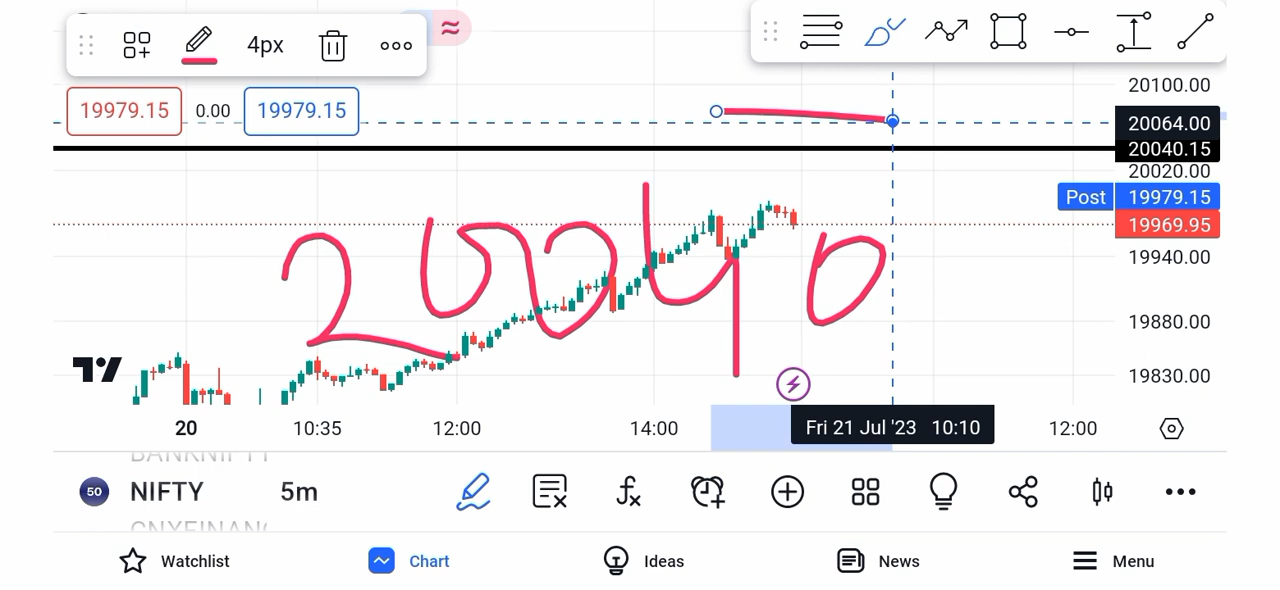 4px
20100.00
19979.15 0.00 19979.15
20064.00
20040.15
20020.00
Post 19979.15
19969.95
20040
19940.00
19880.00
19830.00
20 10:35 12:00 14:00 Fri 21 Jul '23 10:10 12:00
BANKNIFTY
50 NIFTY 5m
CNXFINANC
Watchlist Chart Ideas News Menu